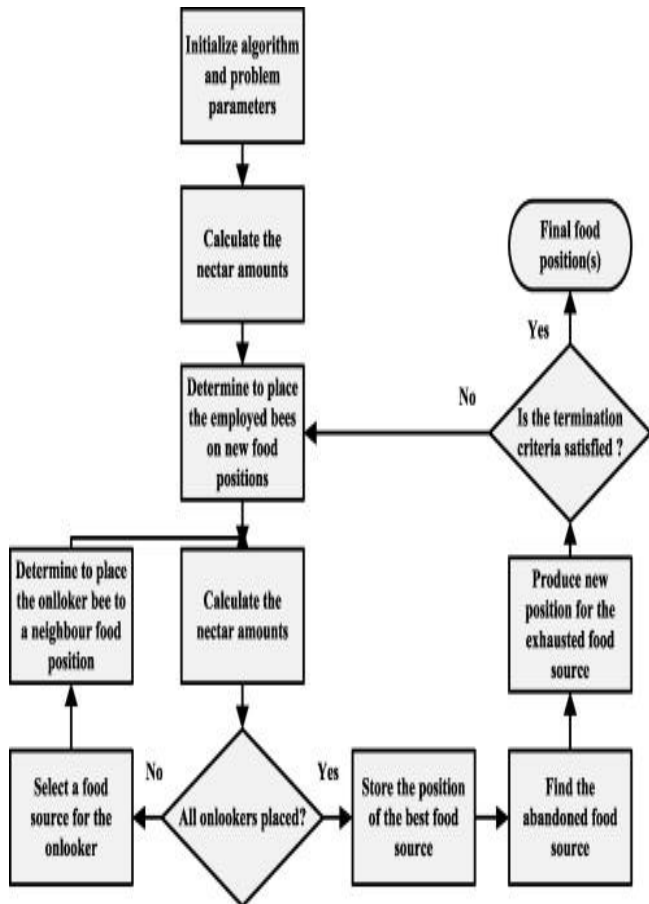 Initialize algorithm
and problem
parameters
Calculate the
nectar amounts
Final food
position(s)
Yes
Determine to place
the employed bees
on new food
positions
No
Is the termination
criteria satisfied ?
Determine to place
the onlloker bee to
a neighbour food
position
Calculate the
nectar amounts
Produce new
position for the
exhausted food
source
Select a food
source for the
onlooker
No
All onlookers placed?
Yes
Store the position
of the best food
source
Find the
abandoned food
source